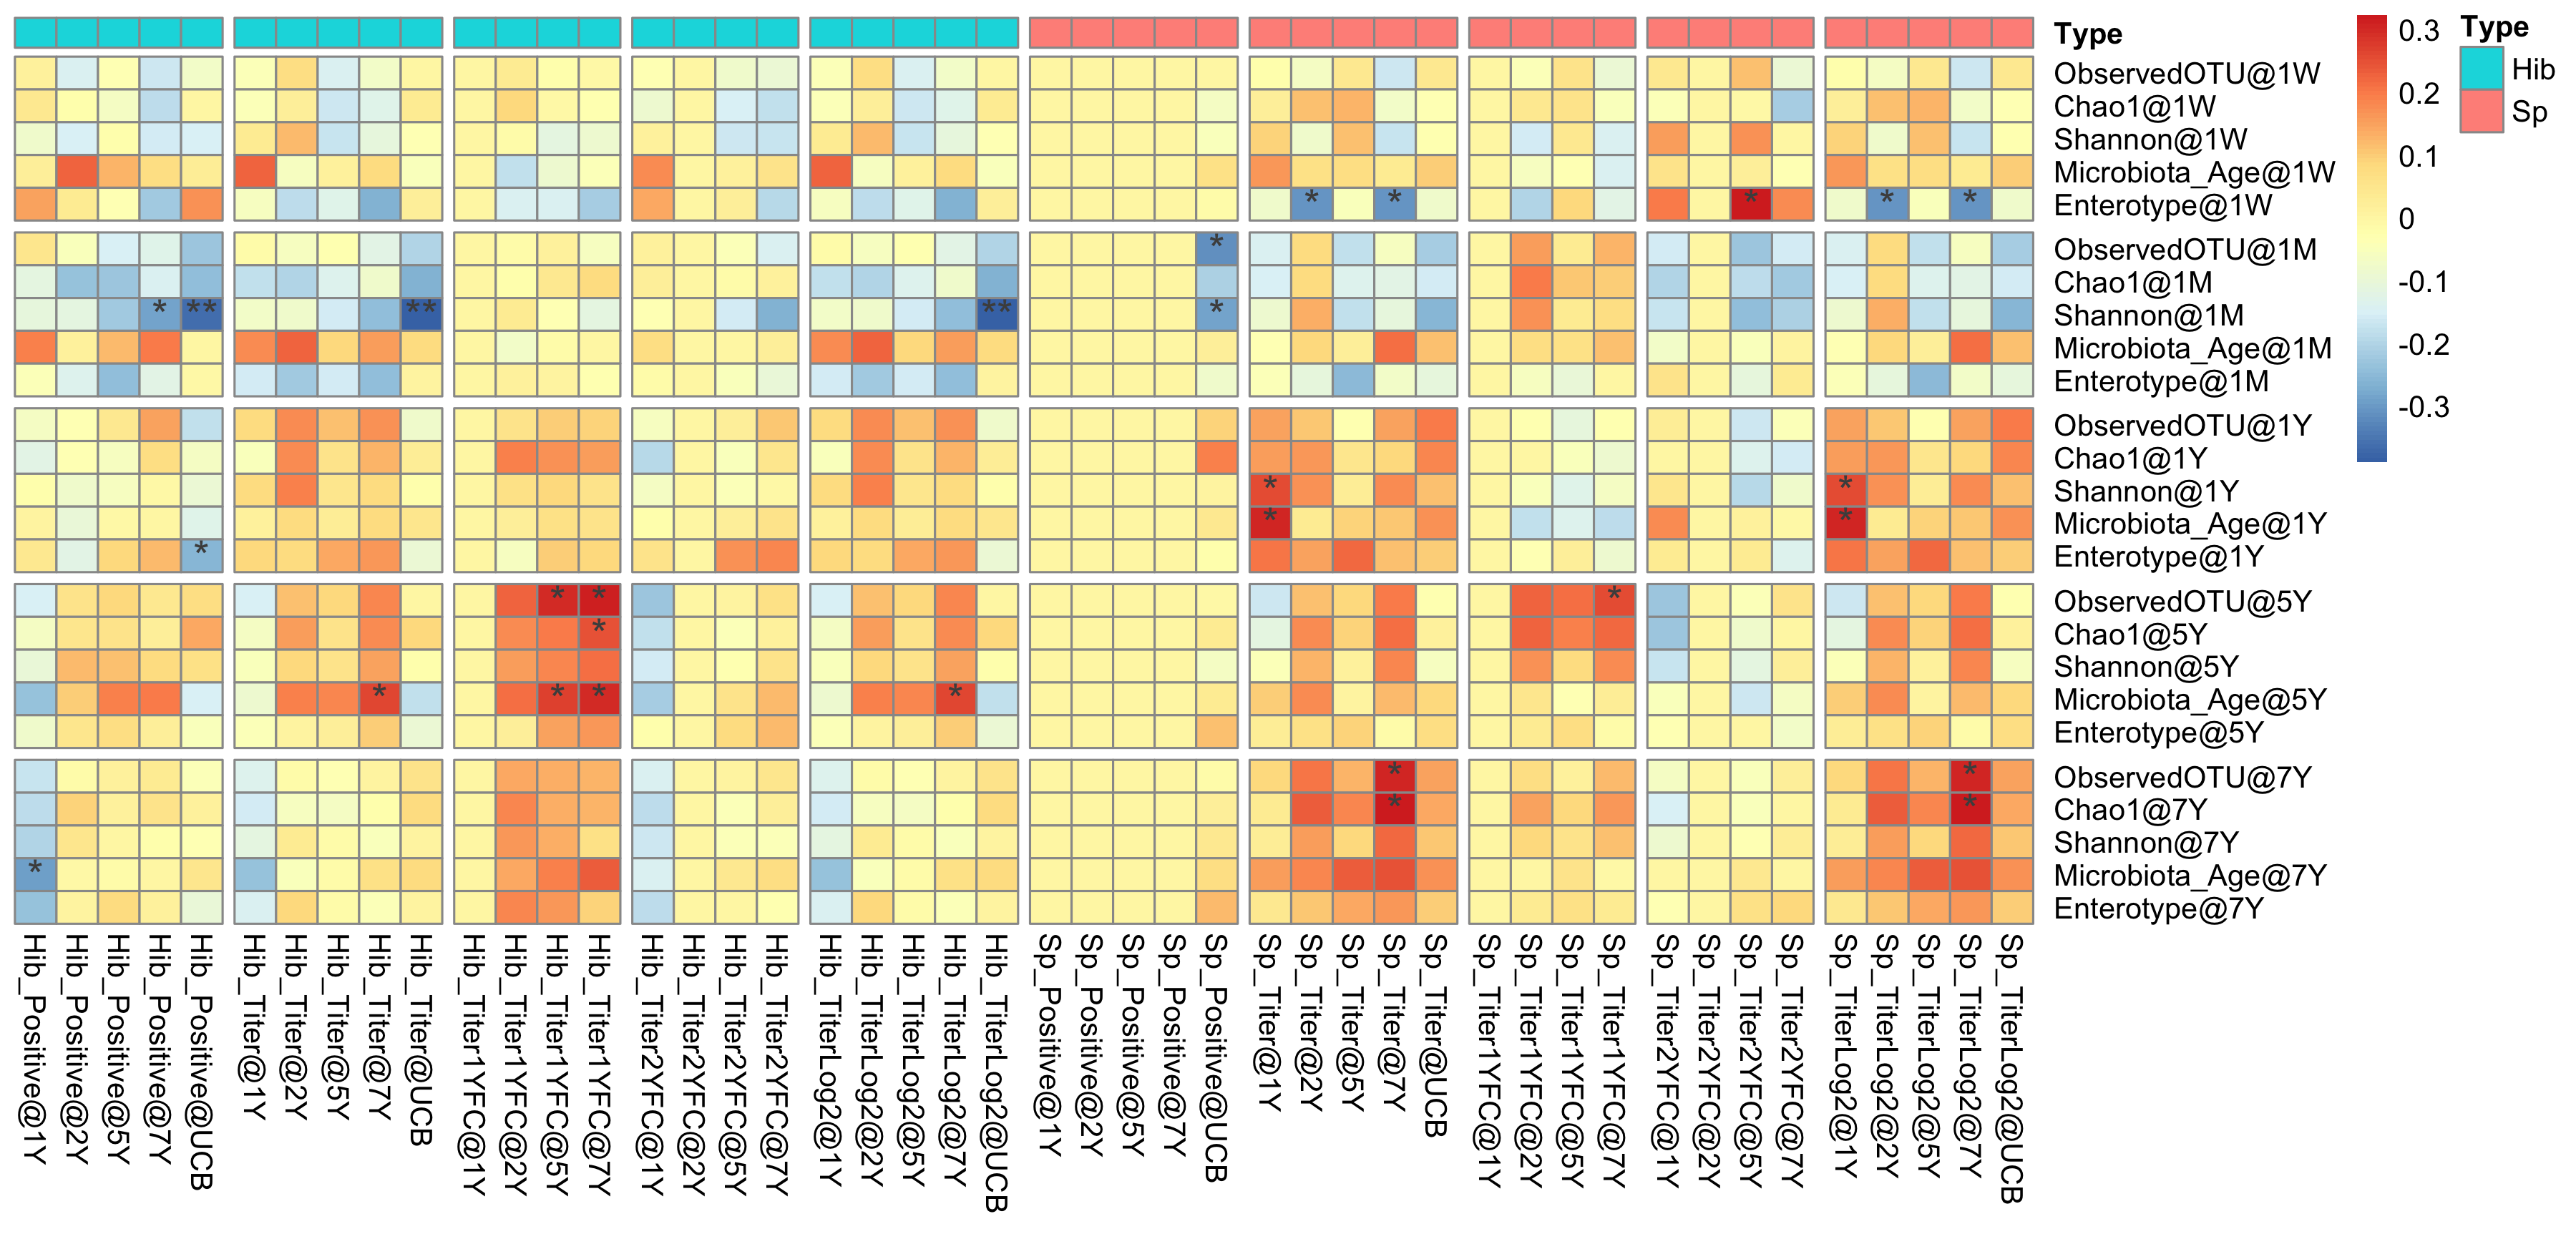 Type
ObservedOTU@1W
Chao1@1W
Shannon@1W
Microbiota_Age@1W
Enterotype@1W
* * * * *
ObservedOTU@1M
*
Chao1@1M
Shannon@1M
* ** ** ** *
Microbiota_Age@1M
Enterotype@1M
ObservedOTU@1Y
Chao1@1Y
Shannon@1Y
* *
Microbiota_Age@1Y
* *
Enterotype@1Y
*
ObservedOTU@5Y
* * *
Chao1@5Y
*
Shannon@5Y
Microbiota_Age@5Y
* * * *
Enterotype@5Y
ObservedOTU@7Y
* *
Chao1@7Y
* *
Shannon@7Y
Microbiota_Age@7Y
*
Enterotype@7Y
Hib_Positive@1Y
Hib_Positive@2Y
Hib_Positive@5Y
Hib_Positive@7Y
Hib_Positive@UCB
Hib_Titer@1Y
Hib_Titer@2Y
Hib_Titer@5Y
Hib_Titer@7Y
Hib_Titer@UCB
Hib_Titer1YFC@1Y
Hib_Titer1YFC@2Y
Hib_Titer1YFC@5Y
Hib_Titer1YFC@7Y
Hib_Titer2YFC@1Y
Hib_Titer2YFC@2Y
Hib_Titer2YFC@5Y
Hib_Titer2YFC@7Y
Hib_TiterLog2@1Y
Hib_TiterLog2@2Y
Hib_TiterLog2@5Y
Hib_TiterLog2@7Y
Hib_TiterLog2@UCB
Sp_Positive@1Y
Sp_Positive@2Y
Sp_Positive@5Y
Sp_Positive@7Y
Sp_Positive@UCB
Sp_Titer@1Y
Sp_Titer@2Y
Sp_Titer@5Y
Sp_Titer@7Y
Sp_Titer@UCB
Sp_Titer1YFC@1Y
Sp_Titer1YFC@2Y
Sp_Titer1YFC@5Y
Sp_Titer1YFC@7Y
Sp_Titer2YFC@1Y
Sp_Titer2YFC@2Y
Sp_Titer2YFC@5Y
Sp_Titer2YFC@7Y
Sp_TiterLog2@1Y
Sp_TiterLog2@2Y
Sp_TiterLog2@5Y
Sp_TiterLog2@7Y
Sp_TiterLog2@UCB
0.3
0.2
0.1
0
-0.1
-0.2
-0.3
Type
Hib
Sp